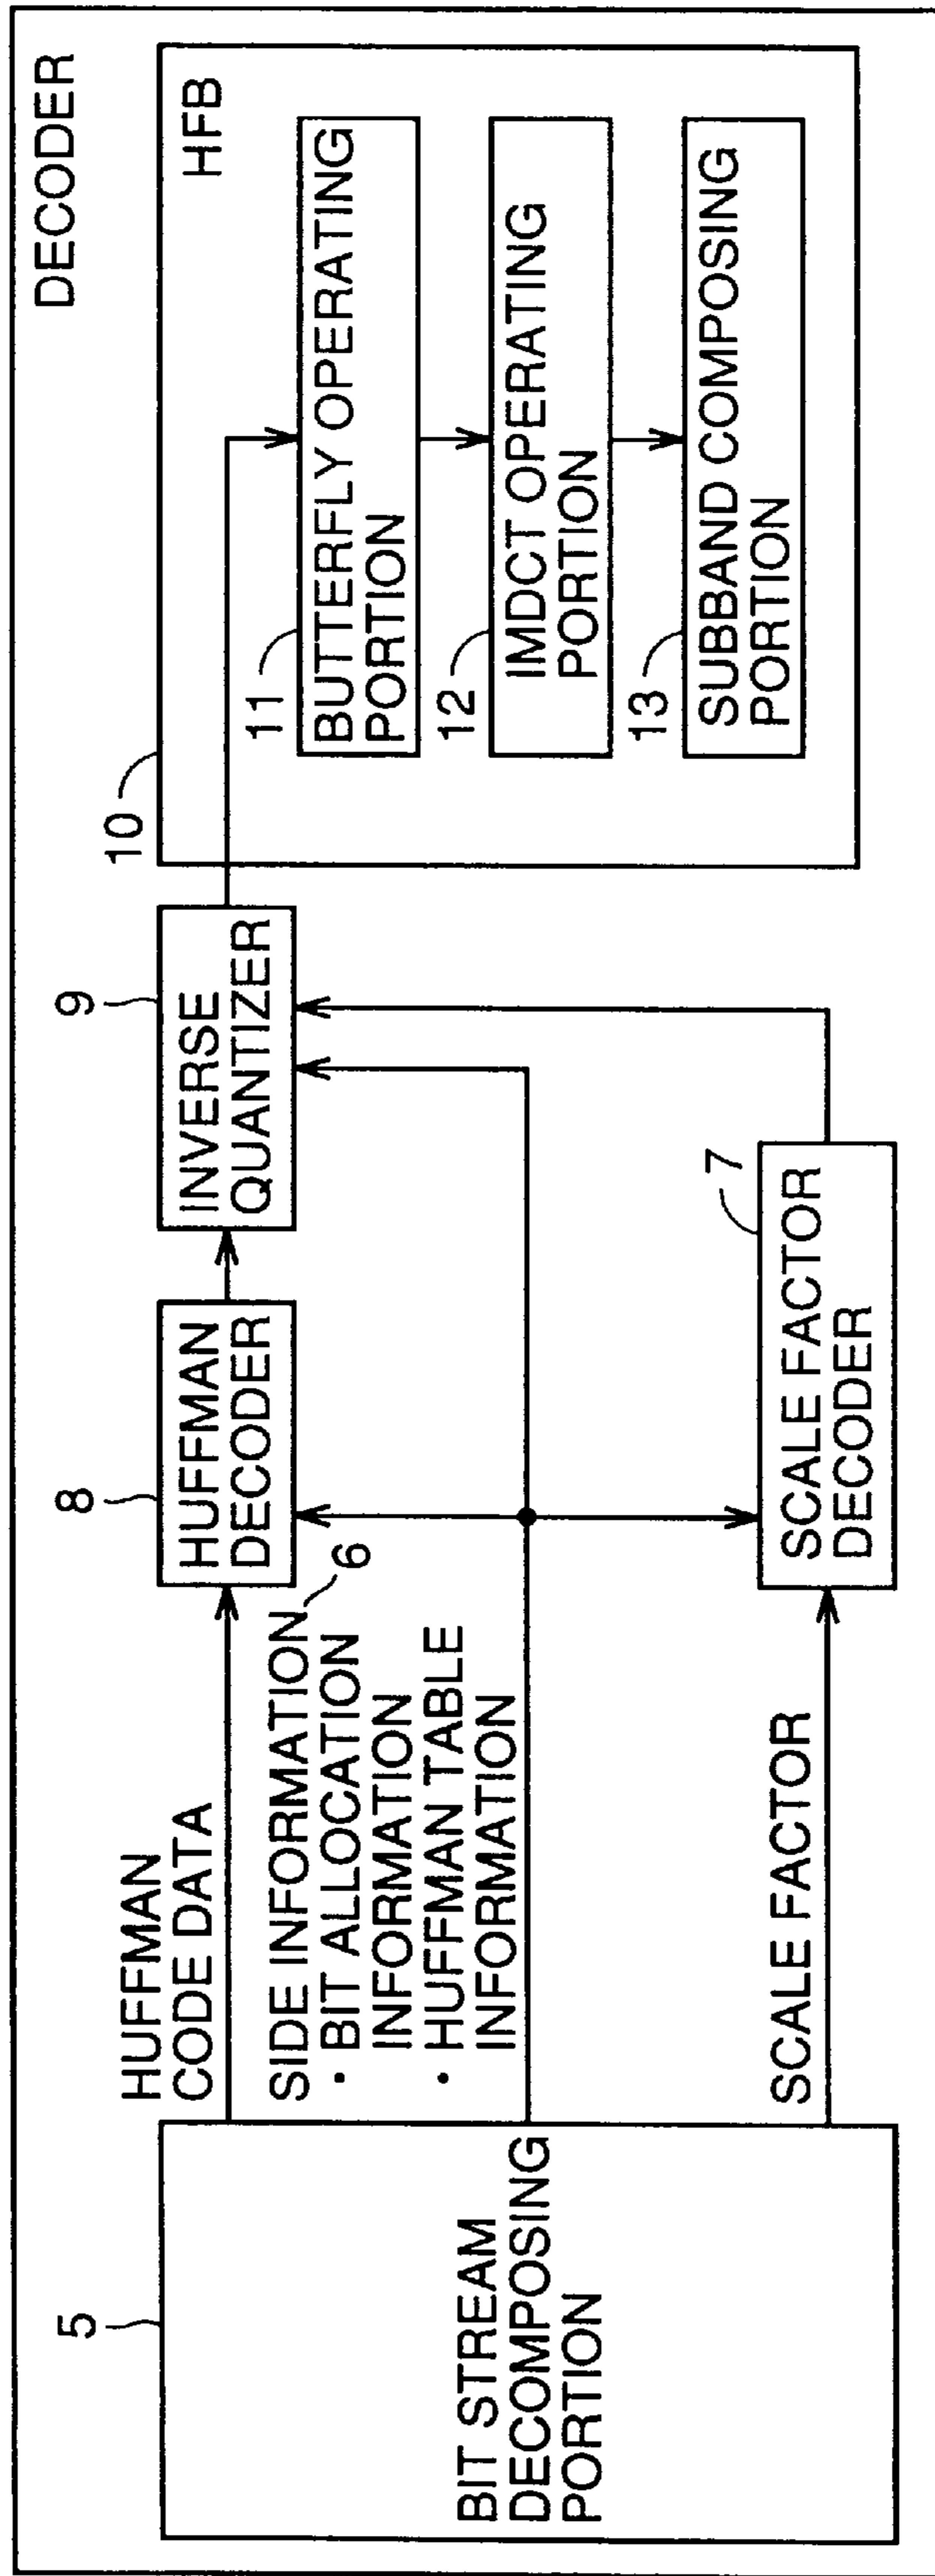 DECODER
5
BIT STREAM
DECOMPOSING
PORTION
HUFFMAN
CODE DATA
SIDE INFORMATION
6
• BIT ALLOCATION
INFORMATION
• HUFFMAN TABLE
INFORMATION
SCALE FACTOR
8
HUFFMAN
DECODER
9
INVERSE
QUANTIZER
7
SCALE FACTOR
DECODER
10
HFB
11
BUTTERFLY OPERATING
PORTION
12
IMDCT OPERATING
PORTION
13
SUBBAND COMPOSING
PORTION